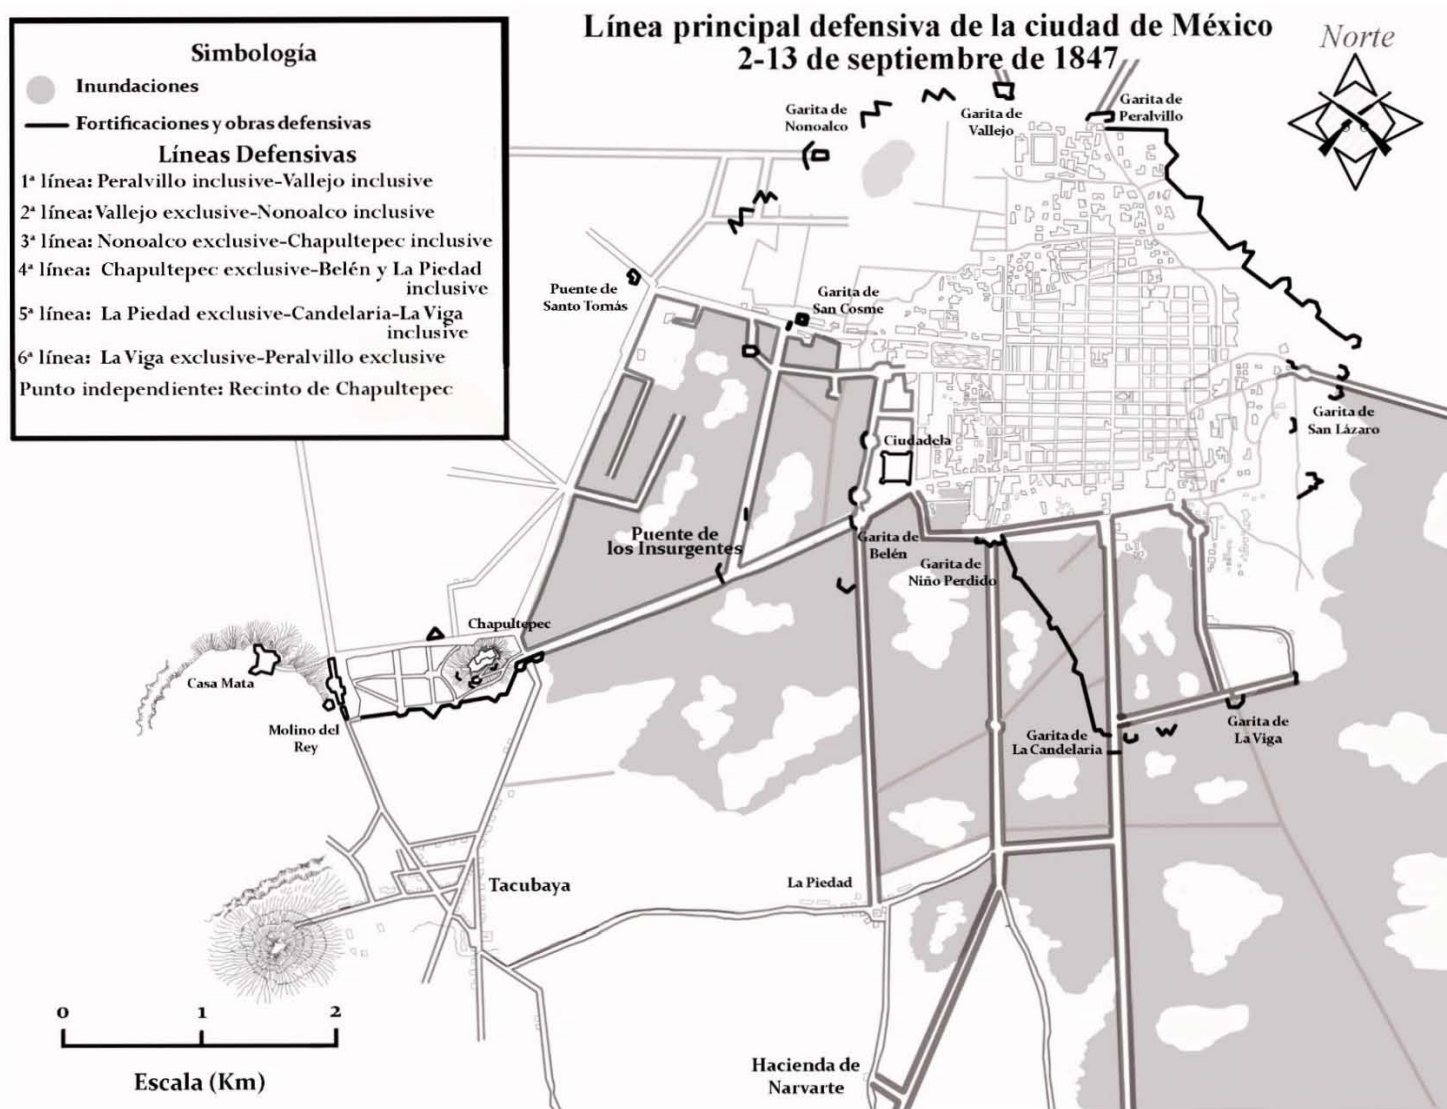 Línea principal defensiva de la ciudad de México
2-13 de septiembre de 1847
Norte
Simbología
Inundaciones
Fortificaciones y obras defensivas
Líneas Defensivas
1ª línea: Peralvillo inclusive-Vallejo inclusive
2ª línea: Vallejo exclusive-Nonoalco inclusive
3ª línea: Nonoalco exclusive-Chapultepec inclusive
4ª línea: Chapultepec exclusive-Belén y La Piedad
inclusive
5ª línea: La Piedad exclusive-Candelaria-La Viga
inclusive
6ª línea: La Viga exclusive-Peralvillo exclusive
Punto independiente: Recinto de Chapultepec
Garita de
Nonoalco
Garita de
Vallejo
Garita de
Peralvillo
Puente de
Santo Tomás
Garita de
San Cosme
Garita de
San Lázaro
Ciudadela
Puente de
los Insurgentes
Garita de
Belén
Garita de
Niño Perdido
Chapultepec
Casa Mata
Molino del
Rey
Garita de
La Candelaria
Garita de
La Viga
Tacubaya
La Piedad
Hacienda de
Narvarte
0 1 2
Escala (Km)